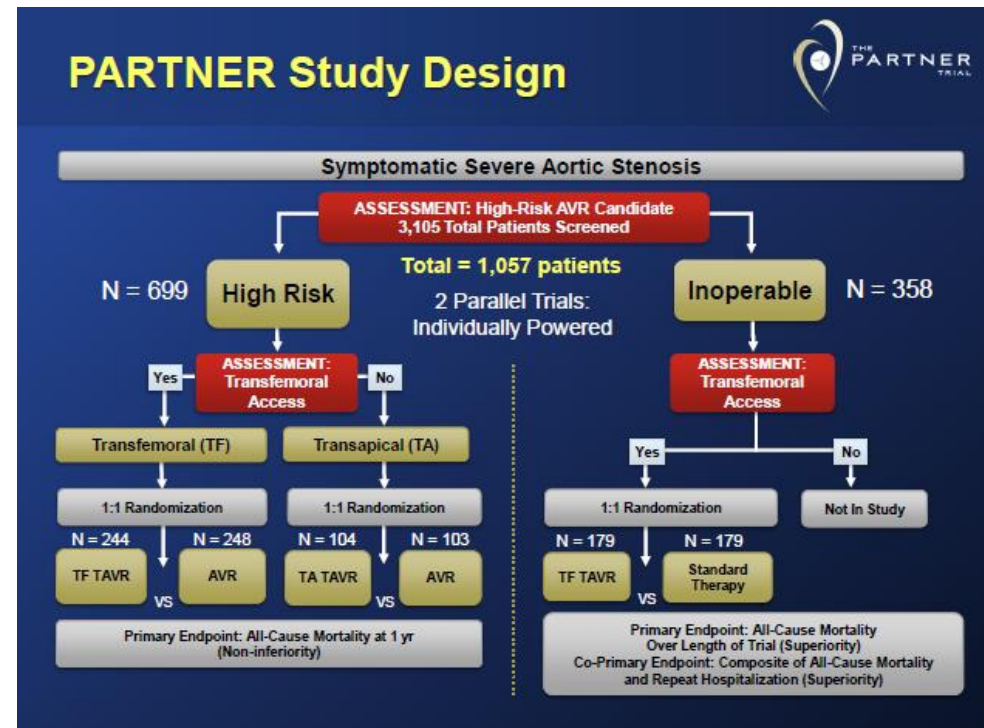 PARTNER Study Design
THE
PARTNER
TRIAL
Symptomatic Severe Aortic Stenosis
ASSESSMENT: High-Risk AVR Candidate
3,105 Total Patients Screened
Total = 1,057 patients
2 Parallel Trials:
Individually Powered
N = 699
High Risk
Inoperable
N = 358
ASSESSMENT:
Transfemoral
Access
Yes
No
Transfemoral (TF)
Transapical (TA)
1:1 Randomization
1:1 Randomization
N = 244
N = 248
N = 104
N = 103
TF TAVR
VS
AVR
TA TAVR
VS
AVR
Primary Endpoint: All-Cause Mortality at 1 yr
(Non-inferiority)
ASSESSMENT:
Transfemoral
Access
Yes
No
1:1 Randomization
Not In Study
N = 179
N = 179
TF TAVR
VS
Standard
Therapy
Primary Endpoint: All-Cause Mortality
Over Length of Trial (Superiority)
Co-Primary Endpoint: Composite of All-Cause Mortality
and Repeat Hospitalization (Superiority)